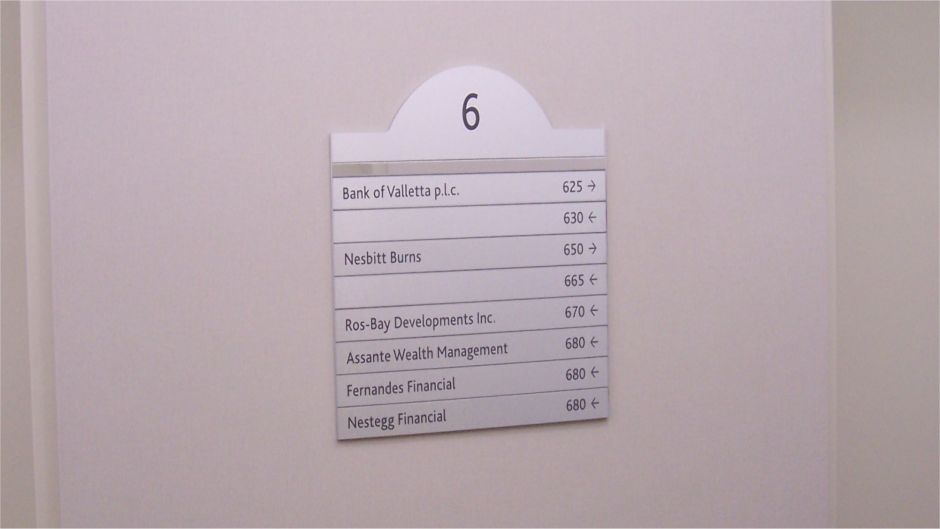 6
Bank of Valletta p.l.c. 625 →
630 ←
Nesbitt Burns 650 →
665 ←
Ros-Bay Developments Inc. 670 ←
Assante Wealth Management 680 ←
Fernandes Financial 680 ←
Nestegg Financial 680 ←